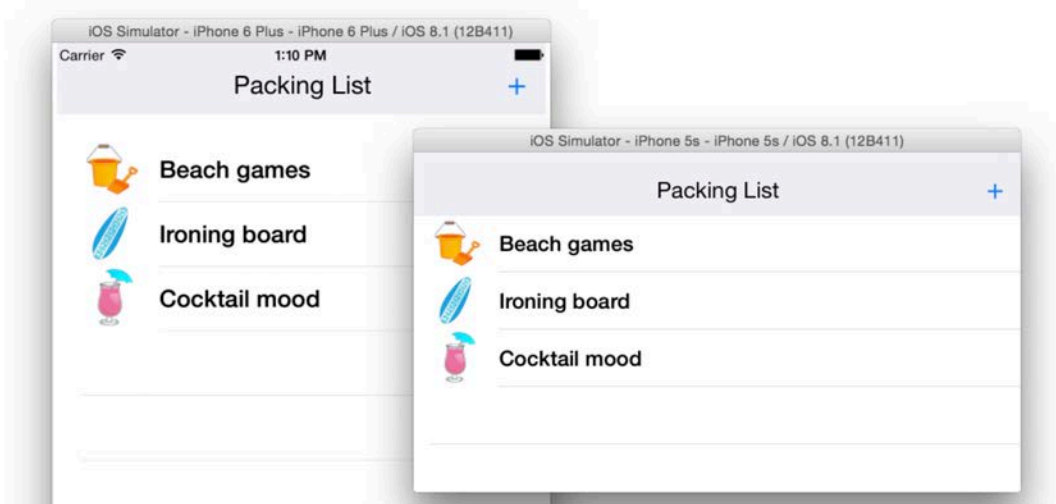 iOS Simulator - iPhone 6 Plus - iPhone 6 Plus / iOS 8.1 (12B411)
Carrier 1:10 PM
Packing List +
Beach games
Ironing board
Cocktail mood
iOS Simulator - iPhone 5s - iPhone 5s / iOS 8.1 (12B411)
Packing List +
Beach games
Ironing board
Cocktail mood